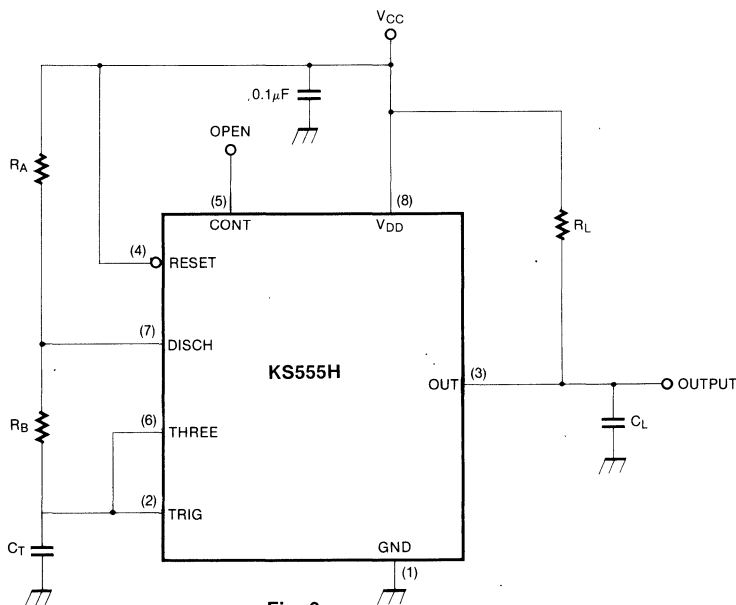 VCC
.0.1μF
OPEN
RA
(5)
(8)
CONT
VDD
RL
(4)
RESET
(7)
DISCH
KS555H
OUT
(3)
OUTPUT
RB
(6)
THREE
CL
(2)
TRIG
CT
GND
(1)